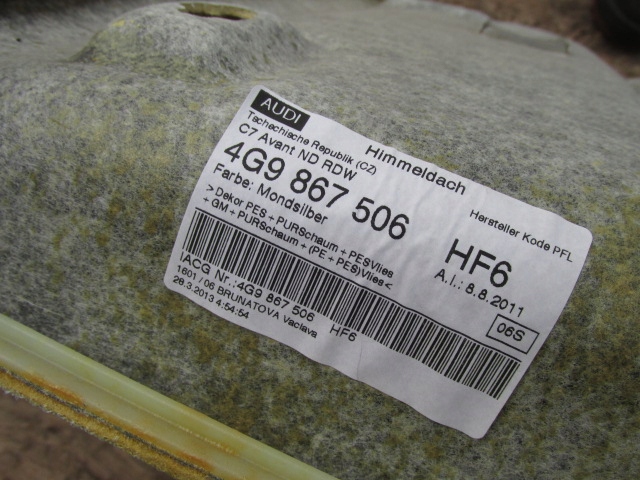 AUDI
Himmeldach
Tschechische Republik (CZ)
C7 Avant ND RDW
Hersteller Kode PFL
4G9 867 506
HF6
Farbe: Mondsilber
A.I.: 8.8.2011
>Dekor PES + PURSchaum + PESVlies
+ GM + PURSchaum + (PE + PES)Vlies<
06S
IACG Nr.:4G9 867 506 HF6
1601 / 06 BRUNATOVA Vaclava
28.3.2013 4:54:54